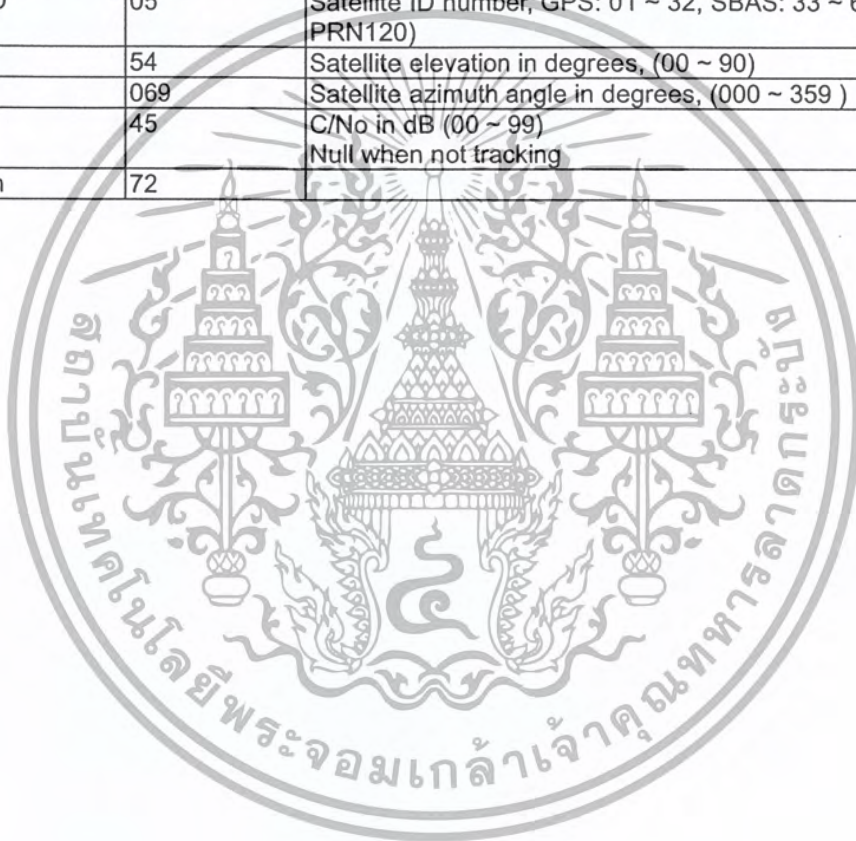 05 Satellite ID number, GPS: 01 ~ 32, SBAS: 33 ~
PRN120)
54 Satellite elevation in degrees, (00 ~ 90)
069 Satellite azimuth angle in degrees, (000 ~ 359 )
45 C/No in dB (00 ~ 99)
Null when not tracking
72
สถาบันเทคโนโลยีพระจอมเกล้าเจ้าคุณทหารลาดกระบัง